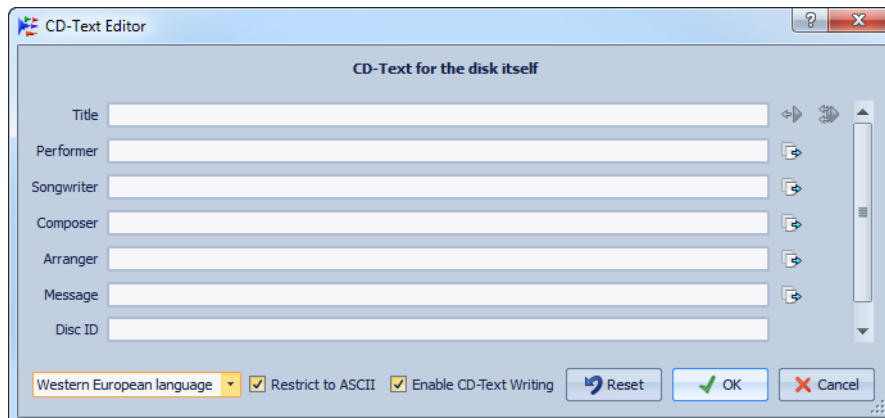 CD-Text Editor
CD-Text for the disk itself
Title
Performer
Songwriter
Composer
Arranger
Message
Disc ID
Western European language Restrict to ASCII Enable CD-Text Writing Reset OK Cancel